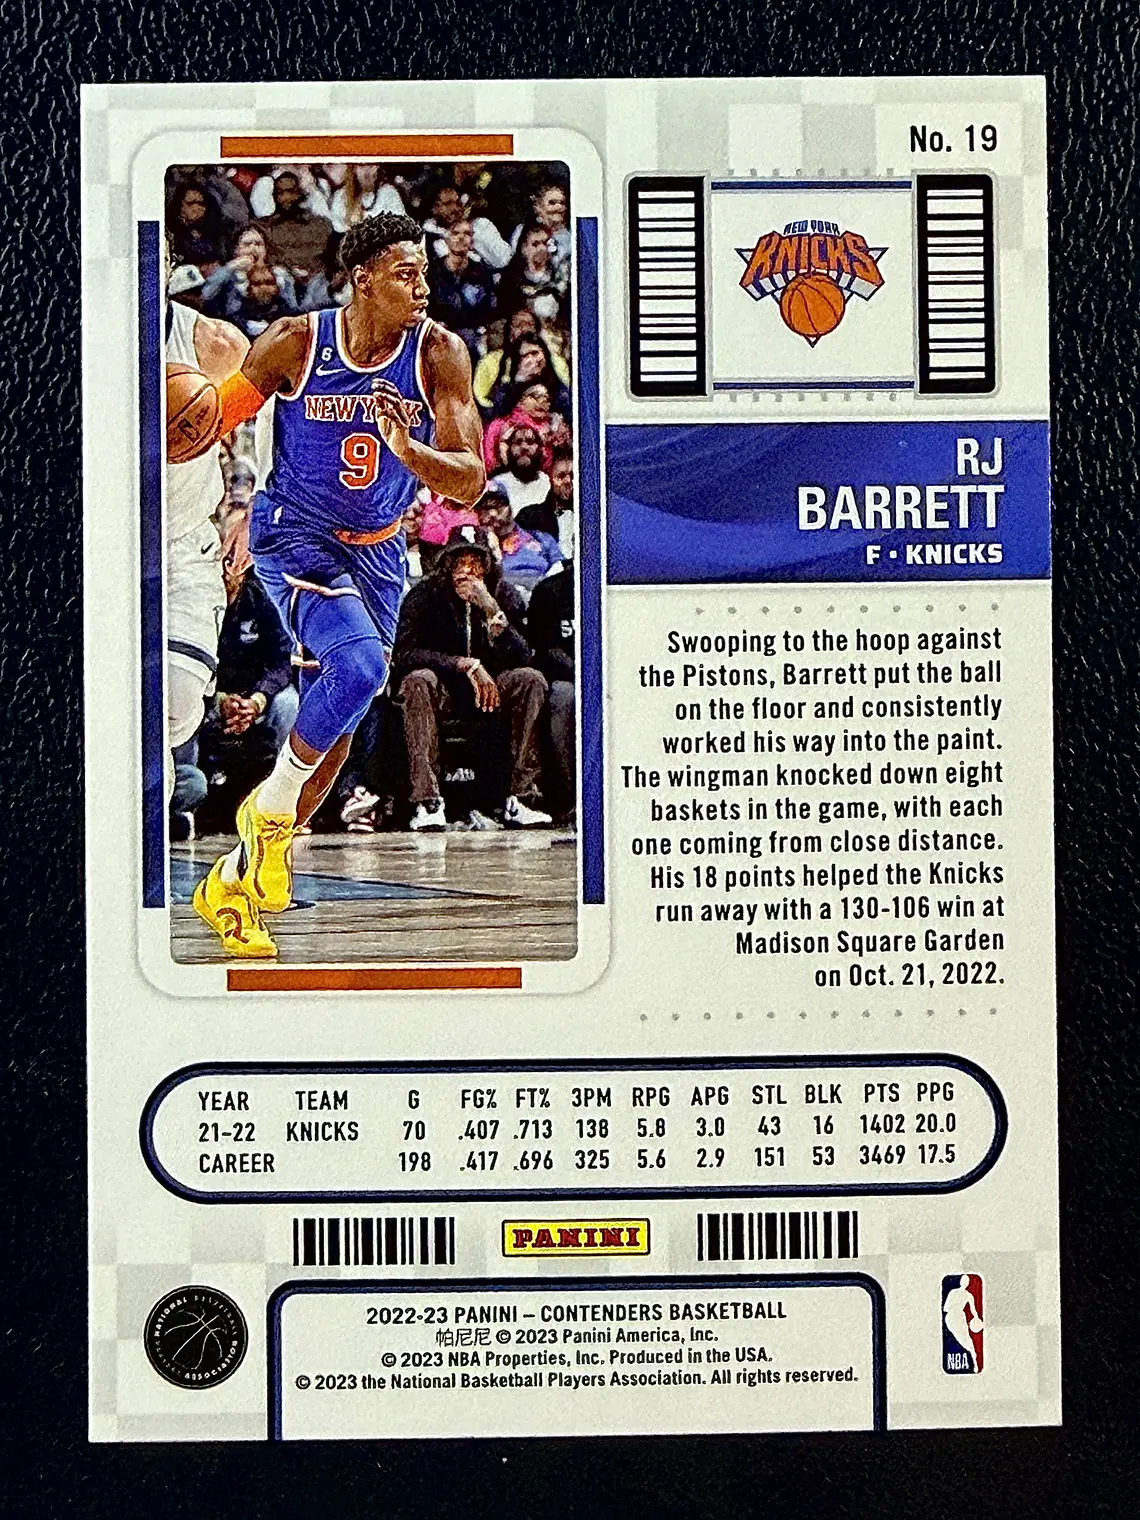 No. 19
NEW YORK
KNICKS
6
NEW YORK
9
RJ
BARRETT
F • KNICKS
Swooping to the hoop against
the Pistons, Barrett put the ball
on the floor and consistently
worked his way into the paint.
The wingman knocked down eight
baskets in the game, with each
one coming from close distance.
His 18 points helped the Knicks
run away with a 130-106 win at
Madison Square Garden
on Oct. 21, 2022.
YEAR TEAM G FG% FT% 3PM RPG APG STL BLK PTS PPG
21-22 KNICKS 70 .407 .713 138 5.8 3.0 43 16 1402 20.0
CAREER 198 .417 .696 325 5.6 2.9 151 53 3469 17.5
PANINI
2022-23 PANINI – CONTENDERS BASKETBALL
帕尼尼 © 2023 Panini America, Inc.
© 2023 NBA Properties, Inc. Produced in the USA.
© 2023 the National Basketball Players Association. All rights reserved.
NATIONAL BASKETBALL PLAYERS ASSOCIATION
NBA